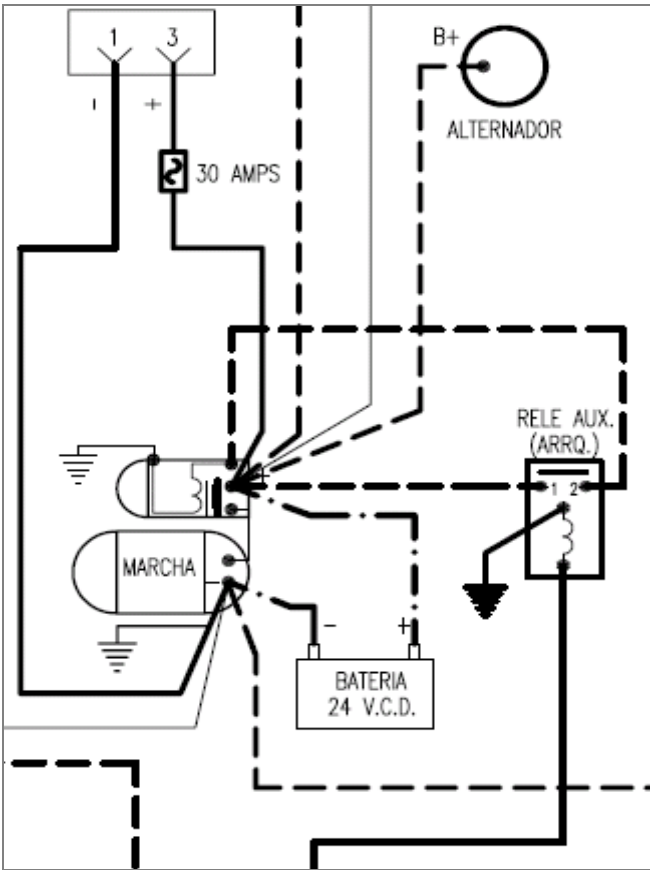 1 3
- +
30 AMPS
B+
ALTERNADOR
RELE AUX.
(ARRQ.)
1 2
+
MARCHA
- +
BATERIA
24 V.C.D.